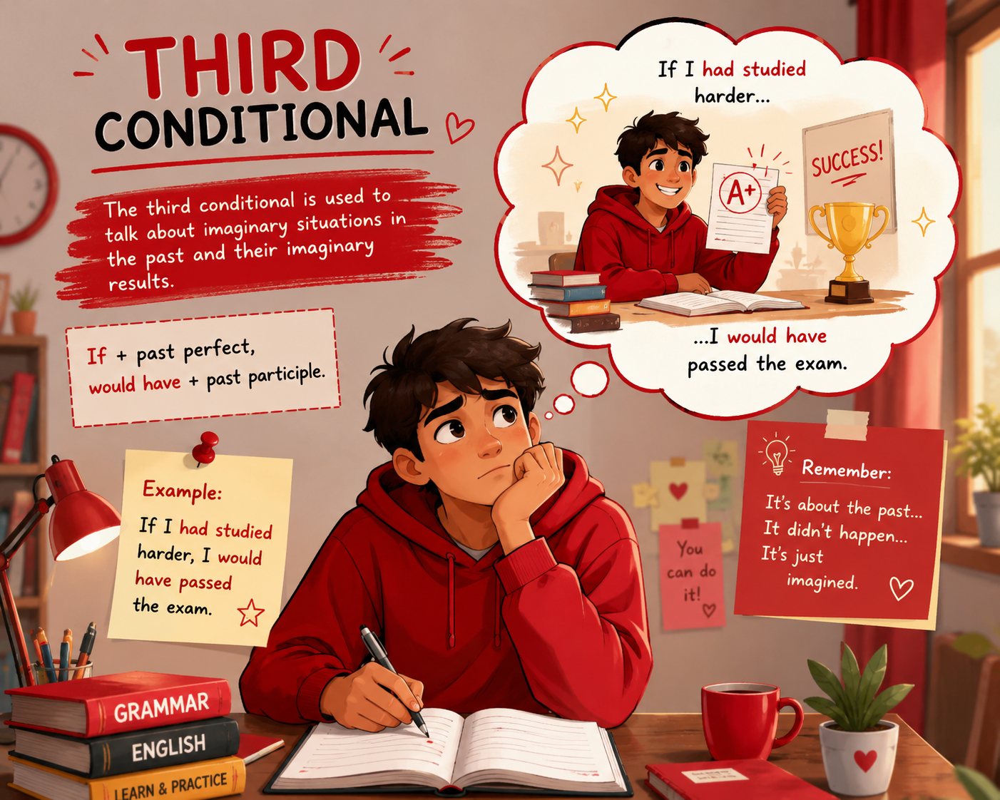 THIRD
CONDITIONAL
The third conditional is used to
talk about imaginary situations in
the past and their imaginary
results.
If + past perfect,
would have + past participle.
Example:
If I had studied
harder, I would
have passed
the exam.
If I had studied
harder...
A+
SUCCESS!
...I would have
passed the exam.
Remember:
It's about the past...
It didn't happen...
It's just
imagined.
You
can do
it!
GRAMMAR
ENGLISH
LEARN & PRACTICE